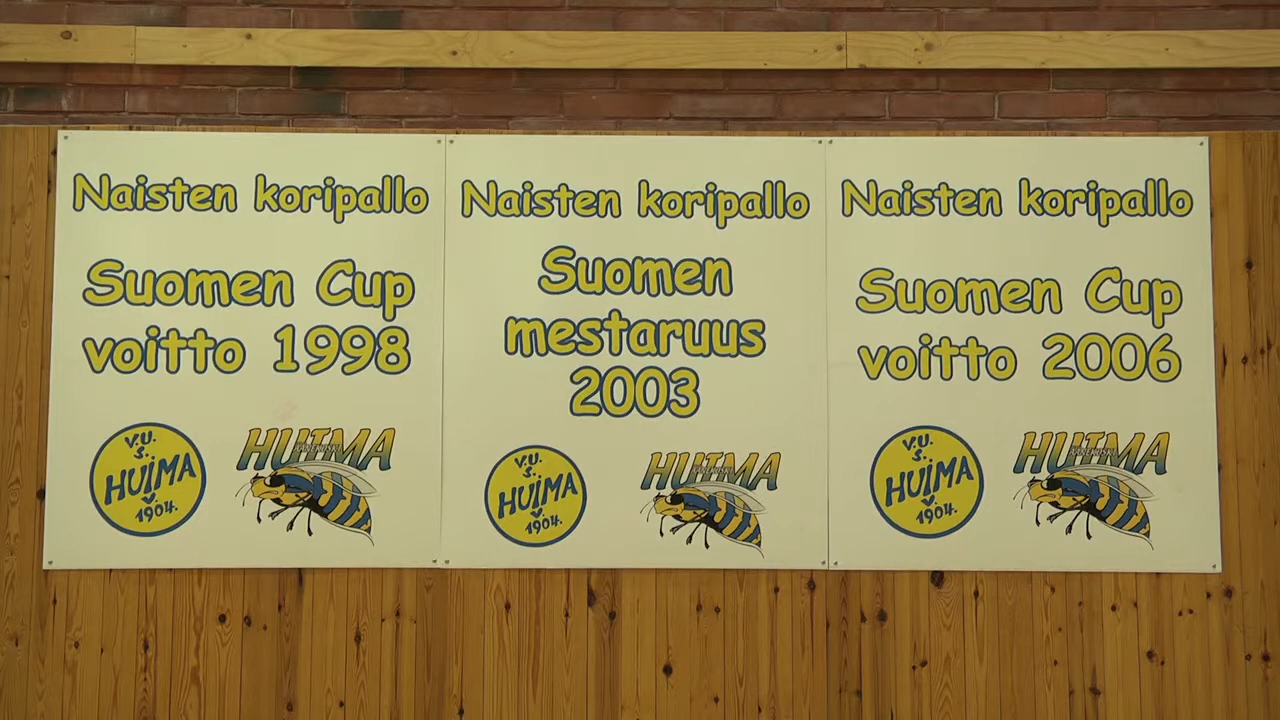 Naisten koripallo
Suomen Cup
voitto 1998
V.U.
S.
HUIMA
V.
1904.
HUIMA
Naisten koripallo
Suomen
mestaruus
2003
V.U.
S.
HUIMA
V.
1904.
HUIMA
Naisten koripallo
Suomen Cup
voitto 2006
V.U.
S.
HUIMA
V.
1904.
HUIMA